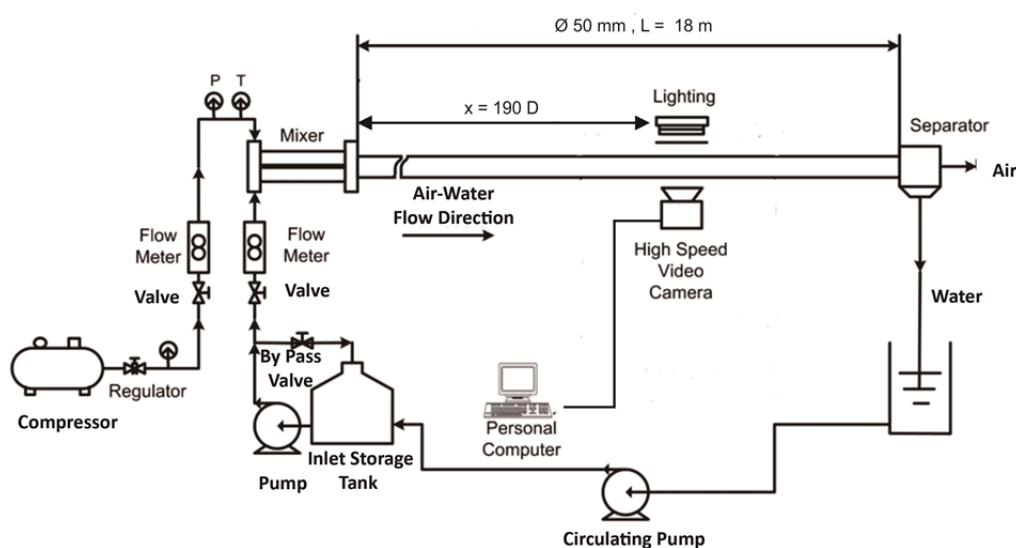 Ø 50 mm , L = 18 m
P T
x = 190 D
Lighting
Mixer
Separator
Air
Air-Water
Flow Direction
Flow
Meter
Flow
Meter
High Speed
Video
Camera
Valve
Valve
Water
By Pass
Valve
Regulator
Compressor
Personal
Computer
Inlet Storage
Tank
Pump
Circulating Pump